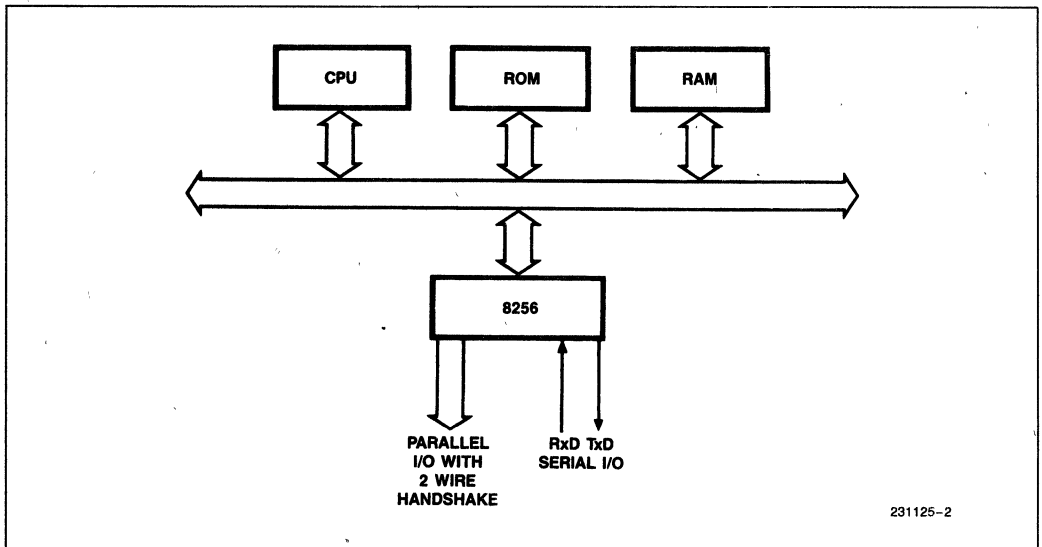 CPU
ROM
RAM
8256
PARALLEL
I/O WITH
2 WIRE
HANDSHAKE
RxD TxD
SERIAL I/O
231125-2